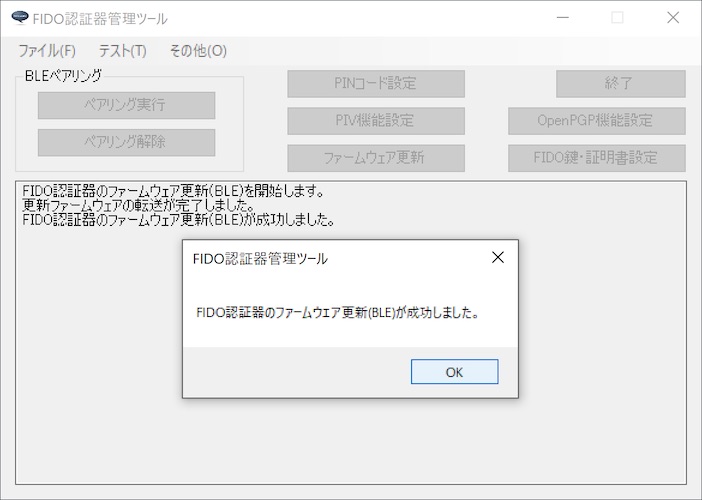 FIDO認証器管理ツール
ファイル(F) テスト(T) その他(O)
BLEペアリング
ペアリング実行
ペアリング解除
PINコード設定
PIV機能設定
ファームウェア更新
終了
OpenPGP機能設定
FIDO鍵・証明書設定
FIDO認証器のファームウェア更新(BLE)を開始します。
更新ファームウェアの転送が完了しました。
FIDO認証器のファームウェア更新(BLE)が成功しました。
FIDO認証器管理ツール
FIDO認証器のファームウェア更新(BLE)が成功しました。
OK